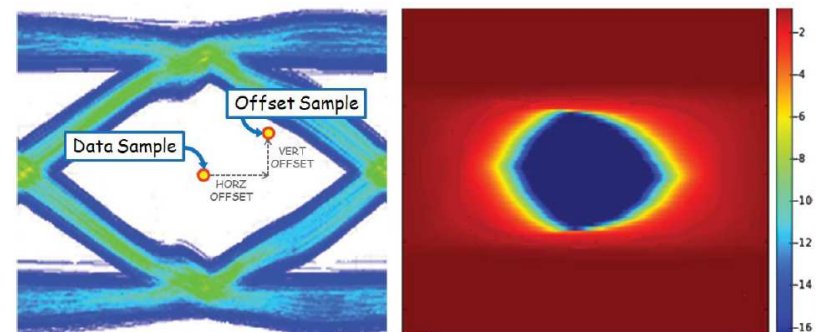 Offset Sample
Data Sample
VERT
OFFSET
HORZ
OFFSET
-2
-4
-6
-8
-10
-12
-14
-16